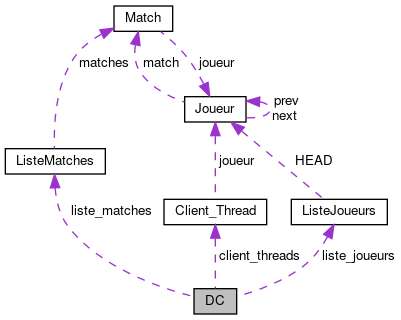 Match
matches
match
joueur
Joueur
prev
next
ListeMatches
joueur
HEAD
Client_Thread
ListeJoueurs
liste_matches
client_threads
liste_joueurs
DC